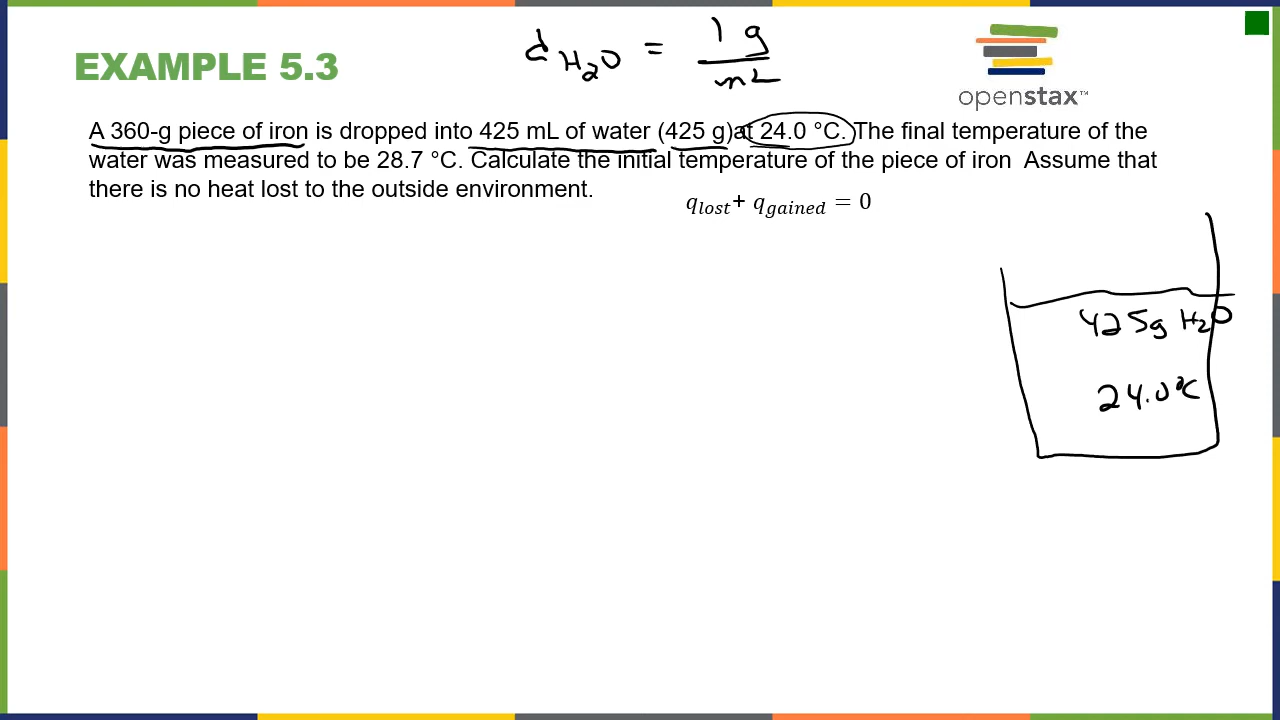 EXAMPLE 5.3
d H₂O = 1 g / mL
openstax™
A 360-g piece of iron is dropped into 425 mL of water (425 g)at 24.0 °C. The final temperature of the
water was measured to be 28.7 °C. Calculate the initial temperature of the piece of iron Assume that
there is no heat lost to the outside environment.
q_lost + q_gained = 0
425g H₂O
24.0°C